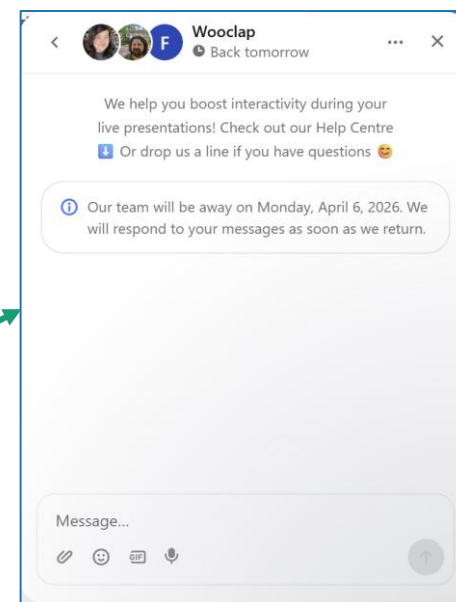 Wooclap
Back tomorrow
F
We help you boost interactivity during your
live presentations! Check out our Help Centre
⬇️ Or drop us a line if you have questions 😊
Our team will be away on Monday, April 6, 2026. We
will respond to your messages as soon as we return.
Message...
GIF